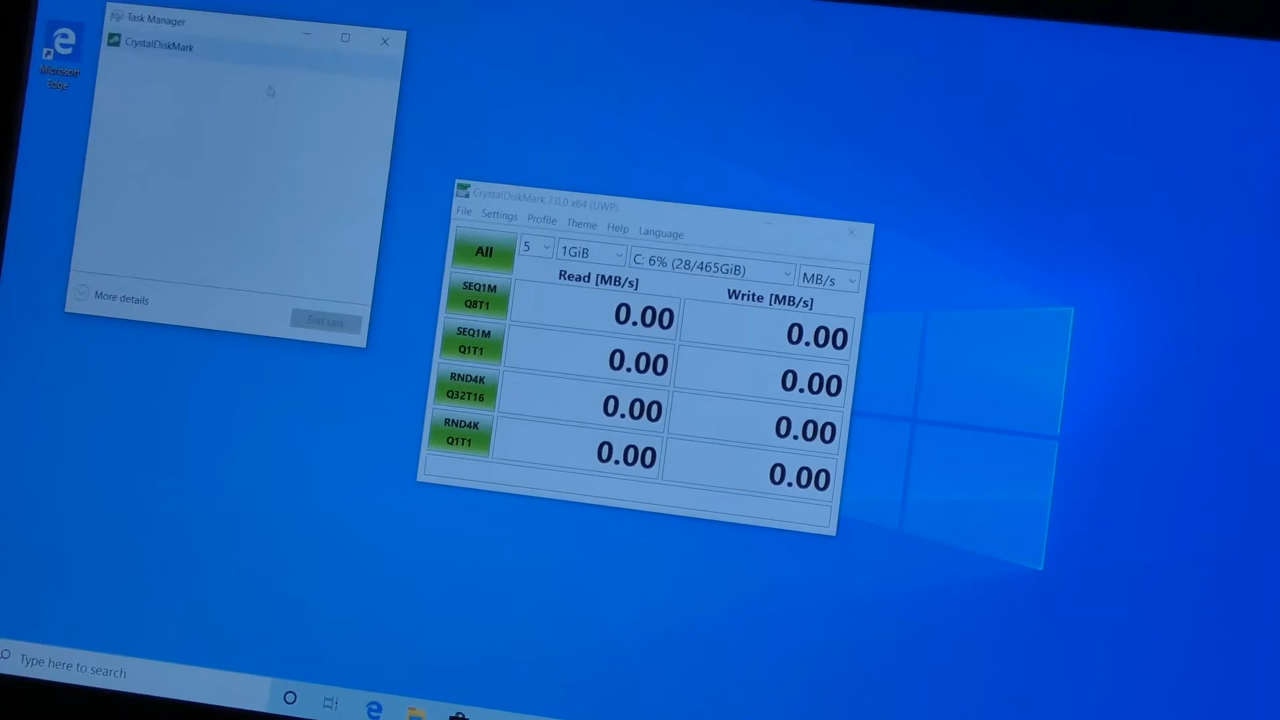 Microsoft
Edge
Task Manager
CrystalDiskMark
More details
End task
CrystalDiskMark 7.0.0 x64 (UWP)
File Settings Profile Theme Help Language
All 5 1GiB C: 6% (28/465GiB) MB/s
Read [MB/s] Write [MB/s]
SEQ1M
Q8T1
0.00 0.00
SEQ1M
Q1T1
0.00 0.00
RND4K
Q32T16
0.00 0.00
RND4K
Q1T1
0.00 0.00
Type here to search